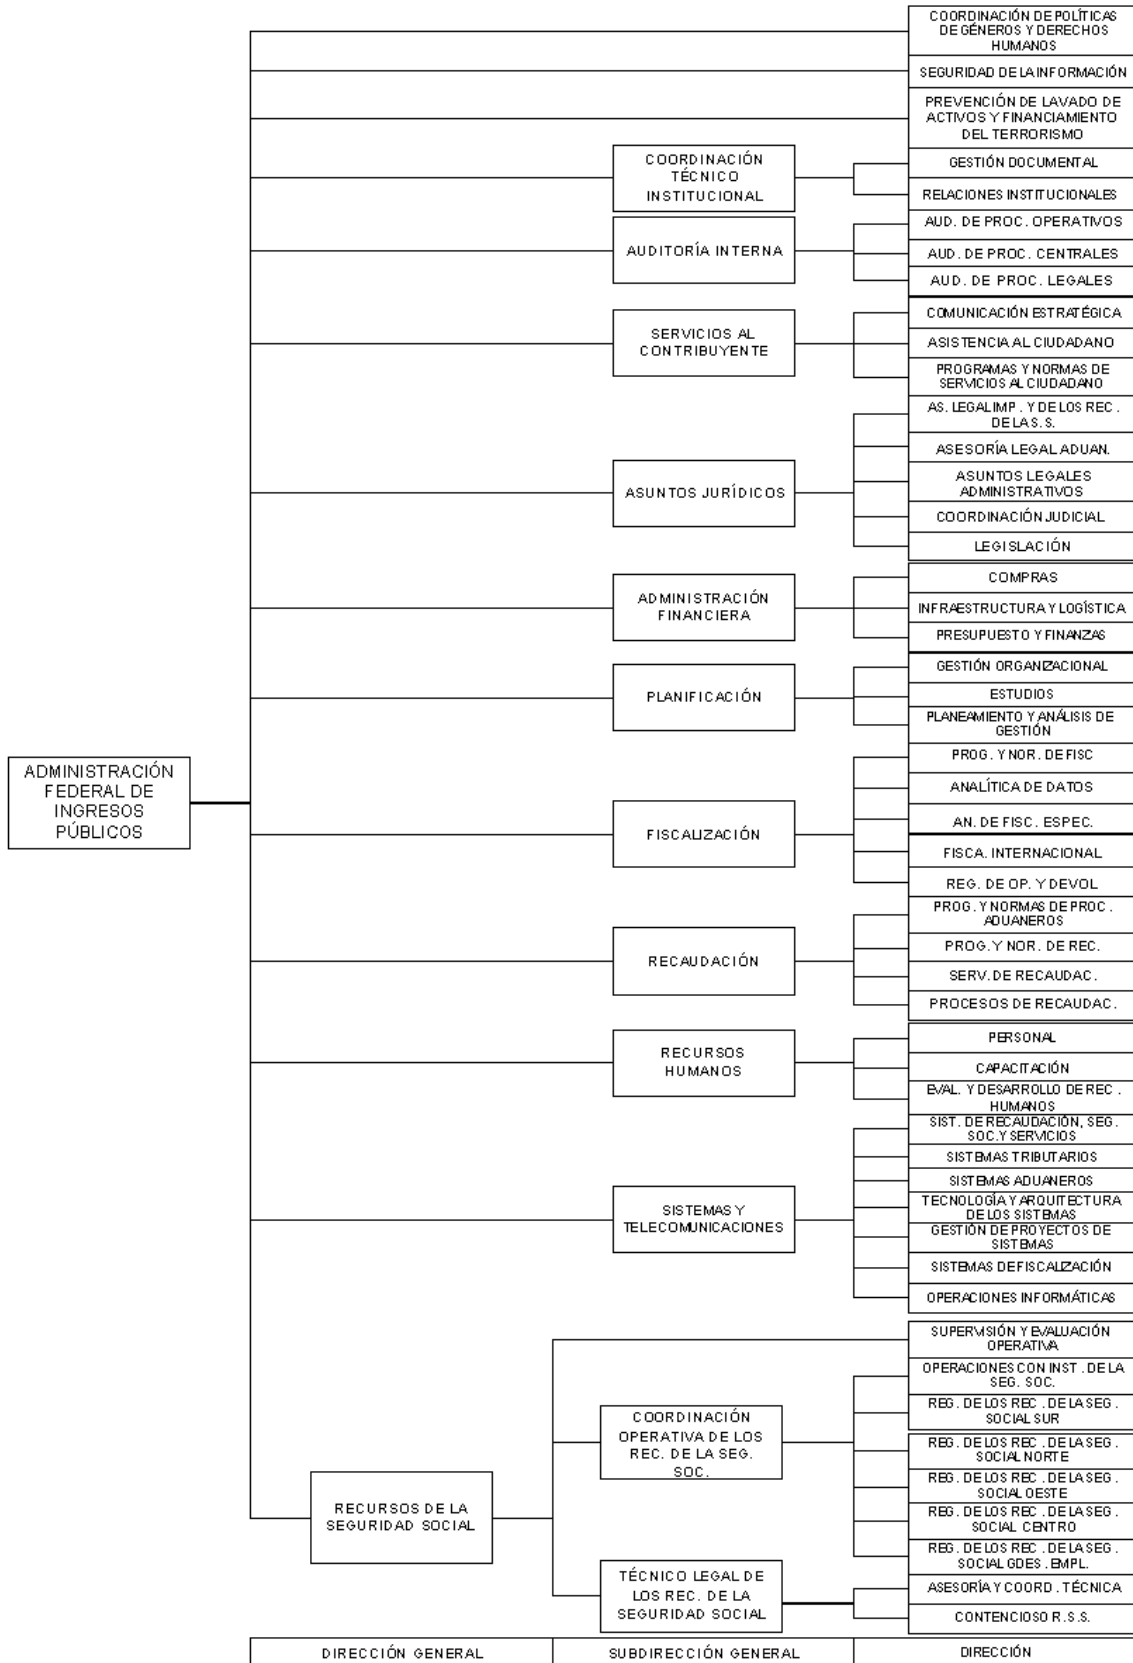 COORDINACIÓN DE POLÍTICAS
DE GÉNEROS Y DERECHOS
HUMANOS
SEGURIDAD DE LA INFORMACIÓN
PREVENCIÓN DE LAVADO DE
ACTIVOS Y FINANCIAMIENTO
DEL TERRORISMO
COORDINACIÓN
TÉCNICO
INSTITUCIONAL
GESTIÓN DOCUMENTAL
RELACIONES INSTITUCIONALES
AUDITORÍA INTERNA
AUD. DE PROC. OPERATIVOS
AUD. DE PROC. CENTRALES
AUD. DE PROC. LEGALES
SERVICIOS AL
CONTRIBUYENTE
COMUNICACIÓN ESTRATÉGICA
ASISTENCIA AL CIUDADANO
PROGRAMAS Y NORMAS DE
SERVICIOS AL CIUDADANO
ASUNTOS JURÍDICOS
AS. LEGAL IMP. Y DE LOS REC.
DE LA S.S.
ASESORÍA LEGAL ADUAN.
ASUNTOS LEGALES
ADMINISTRATIVOS
COORDINACIÓN JUDICIAL
LEGISLACIÓN
ADMINISTRACIÓN
FINANCIERA
COMPRAS
INFRAESTRUCTURA Y LOGÍSTICA
PRESUPUESTO Y FINANZAS
PLANIFICACIÓN
GESTIÓN ORGANIZACIONAL
ESTUDIOS
PLANEAMIENTO Y ANÁLISIS DE
GESTIÓN
ADMINISTRACIÓN
FEDERAL DE
INGRESOS
PÚBLICOS
FISCALIZACIÓN
PROG. Y NOR. DE FISC
ANALÍTICA DE DATOS
AN. DE FISC. ESPEC.
FISCA. INTERNACIONAL
REG. DE OP. Y DEVOL
RECAUDACIÓN
PROG. Y NORMAS DE PROC.
ADUANEROS
PROG. Y NOR. DE REC.
SERV. DE RECAUDAC.
PROCESOS DE RECAUDAC.
RECURSOS
HUMANOS
PERSONAL
CAPACITACIÓN
EVAL. Y DESARROLLO DE REC.
HUMANOS
SISTEMAS Y
TELECOMUNICACIONES
SIST. DE RECAUDACIÓN, SEG.
SOC. Y SERVICIOS
SISTEMAS TRIBUTARIOS
SISTEMAS ADUANEROS
TECNOLOGÍA Y ARQUITECTURA
DE LOS SISTEMAS
GESTIÓN DE PROYECTOS DE
SISTEMAS
SISTEMAS DE FISCALIZACIÓN
OPERACIONES INFORMÁTICAS
RECURSOS DE LA
SEGURIDAD SOCIAL
SUPERVISIÓN Y EVALUACIÓN
OPERATIVA
COORDINACIÓN
OPERATIVA DE LOS
REC. DE LA SEG.
SOC.
OPERACIONES CON INST. DE LA
SEG. SOC.
REG. DE LOS REC. DE LA SEG.
SOCIAL SUR
REG. DE LOS REC. DE LA SEG.
SOCIAL NORTE
REG. DE LOS REC. DE LA SEG.
SOCIAL OESTE
REG. DE LOS REC. DE LA SEG.
SOCIAL CENTRO
REG. DE LOS REC. DE LA SEG.
SOCIAL GDES. EMPL.
TÉCNICO LEGAL DE
LOS REC. DE LA
SEGURIDAD SOCIAL
ASESORÍA Y COORD. TÉCNICA
CONTENCIOSO R.S.S.
DIRECCIÓN GENERAL
SUBDIRECCIÓN GENERAL
DIRECCIÓN